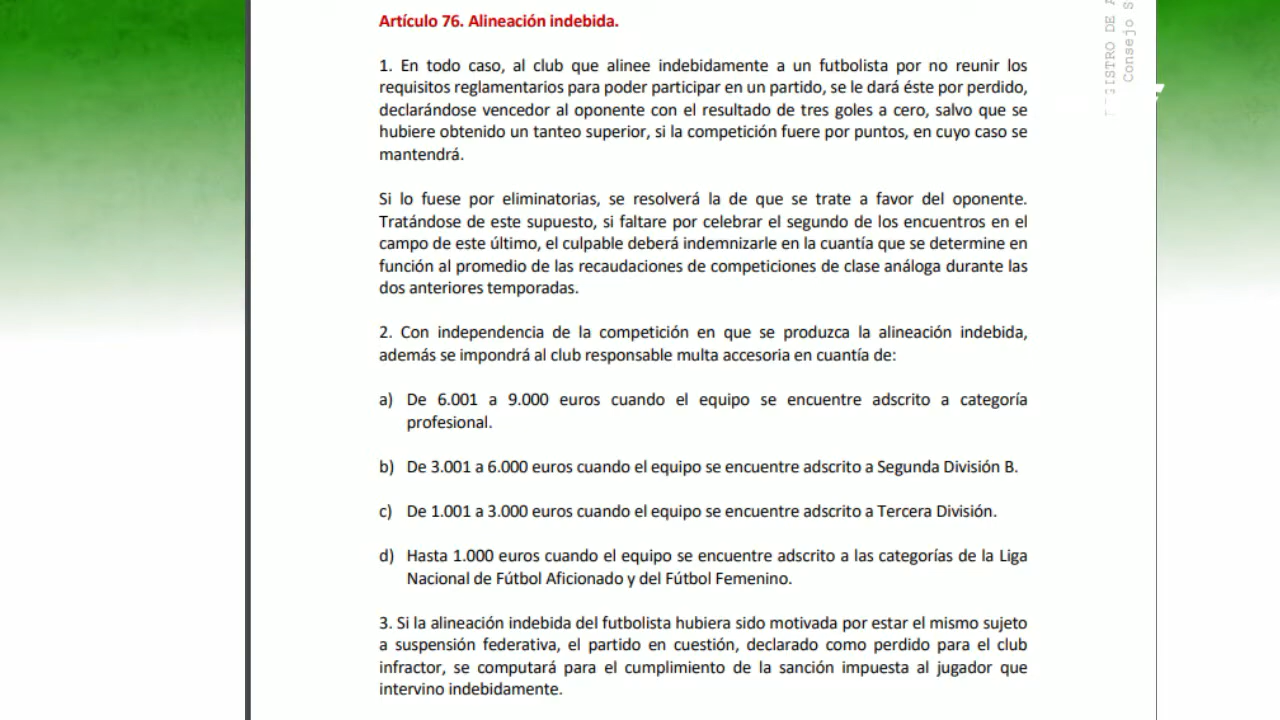 Artículo 76. Alineación indebida.
1. En todo caso, al club que alinee indebidamente a un futbolista por no reunir los
requisitos reglamentarios para poder participar en un partido, se le dará éste por perdido,
declarándose vencedor al oponente con el resultado de tres goles a cero, salvo que se
hubiere obtenido un tanteo superior, si la competición fuere por puntos, en cuyo caso se
mantendrá.
Si lo fuese por eliminatorias, se resolverá la de que se trate a favor del oponente.
Tratándose de este supuesto, si faltare por celebrar el segundo de los encuentros en el
campo de este último, el culpable deberá indemnizarle en la cuantía que se determine en
función al promedio de las recaudaciones de competiciones de clase análoga durante las
dos anteriores temporadas.
2. Con independencia de la competición en que se produzca la alineación indebida,
además se impondrá al club responsable multa accesoria en cuantía de:
a) De 6.001 a 9.000 euros cuando el equipo se encuentre adscrito a categoría
profesional.
b) De 3.001 a 6.000 euros cuando el equipo se encuentre adscrito a Segunda División B.
c) De 1.001 a 3.000 euros cuando el equipo se encuentre adscrito a Tercera División.
d) Hasta 1.000 euros cuando el equipo se encuentre adscrito a las categorías de la Liga
Nacional de Fútbol Aficionado y del Fútbol Femenino.
3. Si la alineación indebida del futbolista hubiera sido motivada por estar el mismo sujeto
a suspensión federativa, el partido en cuestión, declarado como perdido para el club
infractor, se computará para el cumplimiento de la sanción impuesta al jugador que
intervino indebidamente.
DE
Consejo S